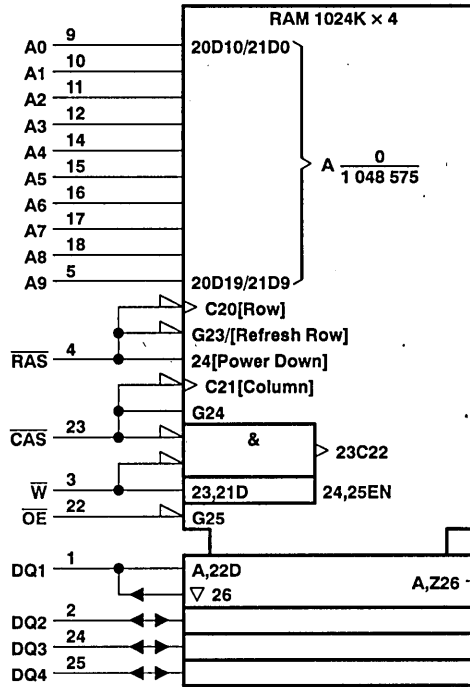 RAM 1024K × 4
A0 9 20D10/21D0
A1 10
A2 11
A3 12
A4 14
A 0
1 048 575
A5 15
A6 16
A7 17
A8 18
A9 5 20D19/21D9
C20[Row]
G23/[Refresh Row]
RAS 4 24[Power Down]
C21[Column]
G24
CAS 23 &
23C22
W 3 23,21D 24,25EN
OE 22 G25
DQ1 1 A,22D
A,Z26
▽ 26
DQ2 2
DQ3 24
DQ4 25